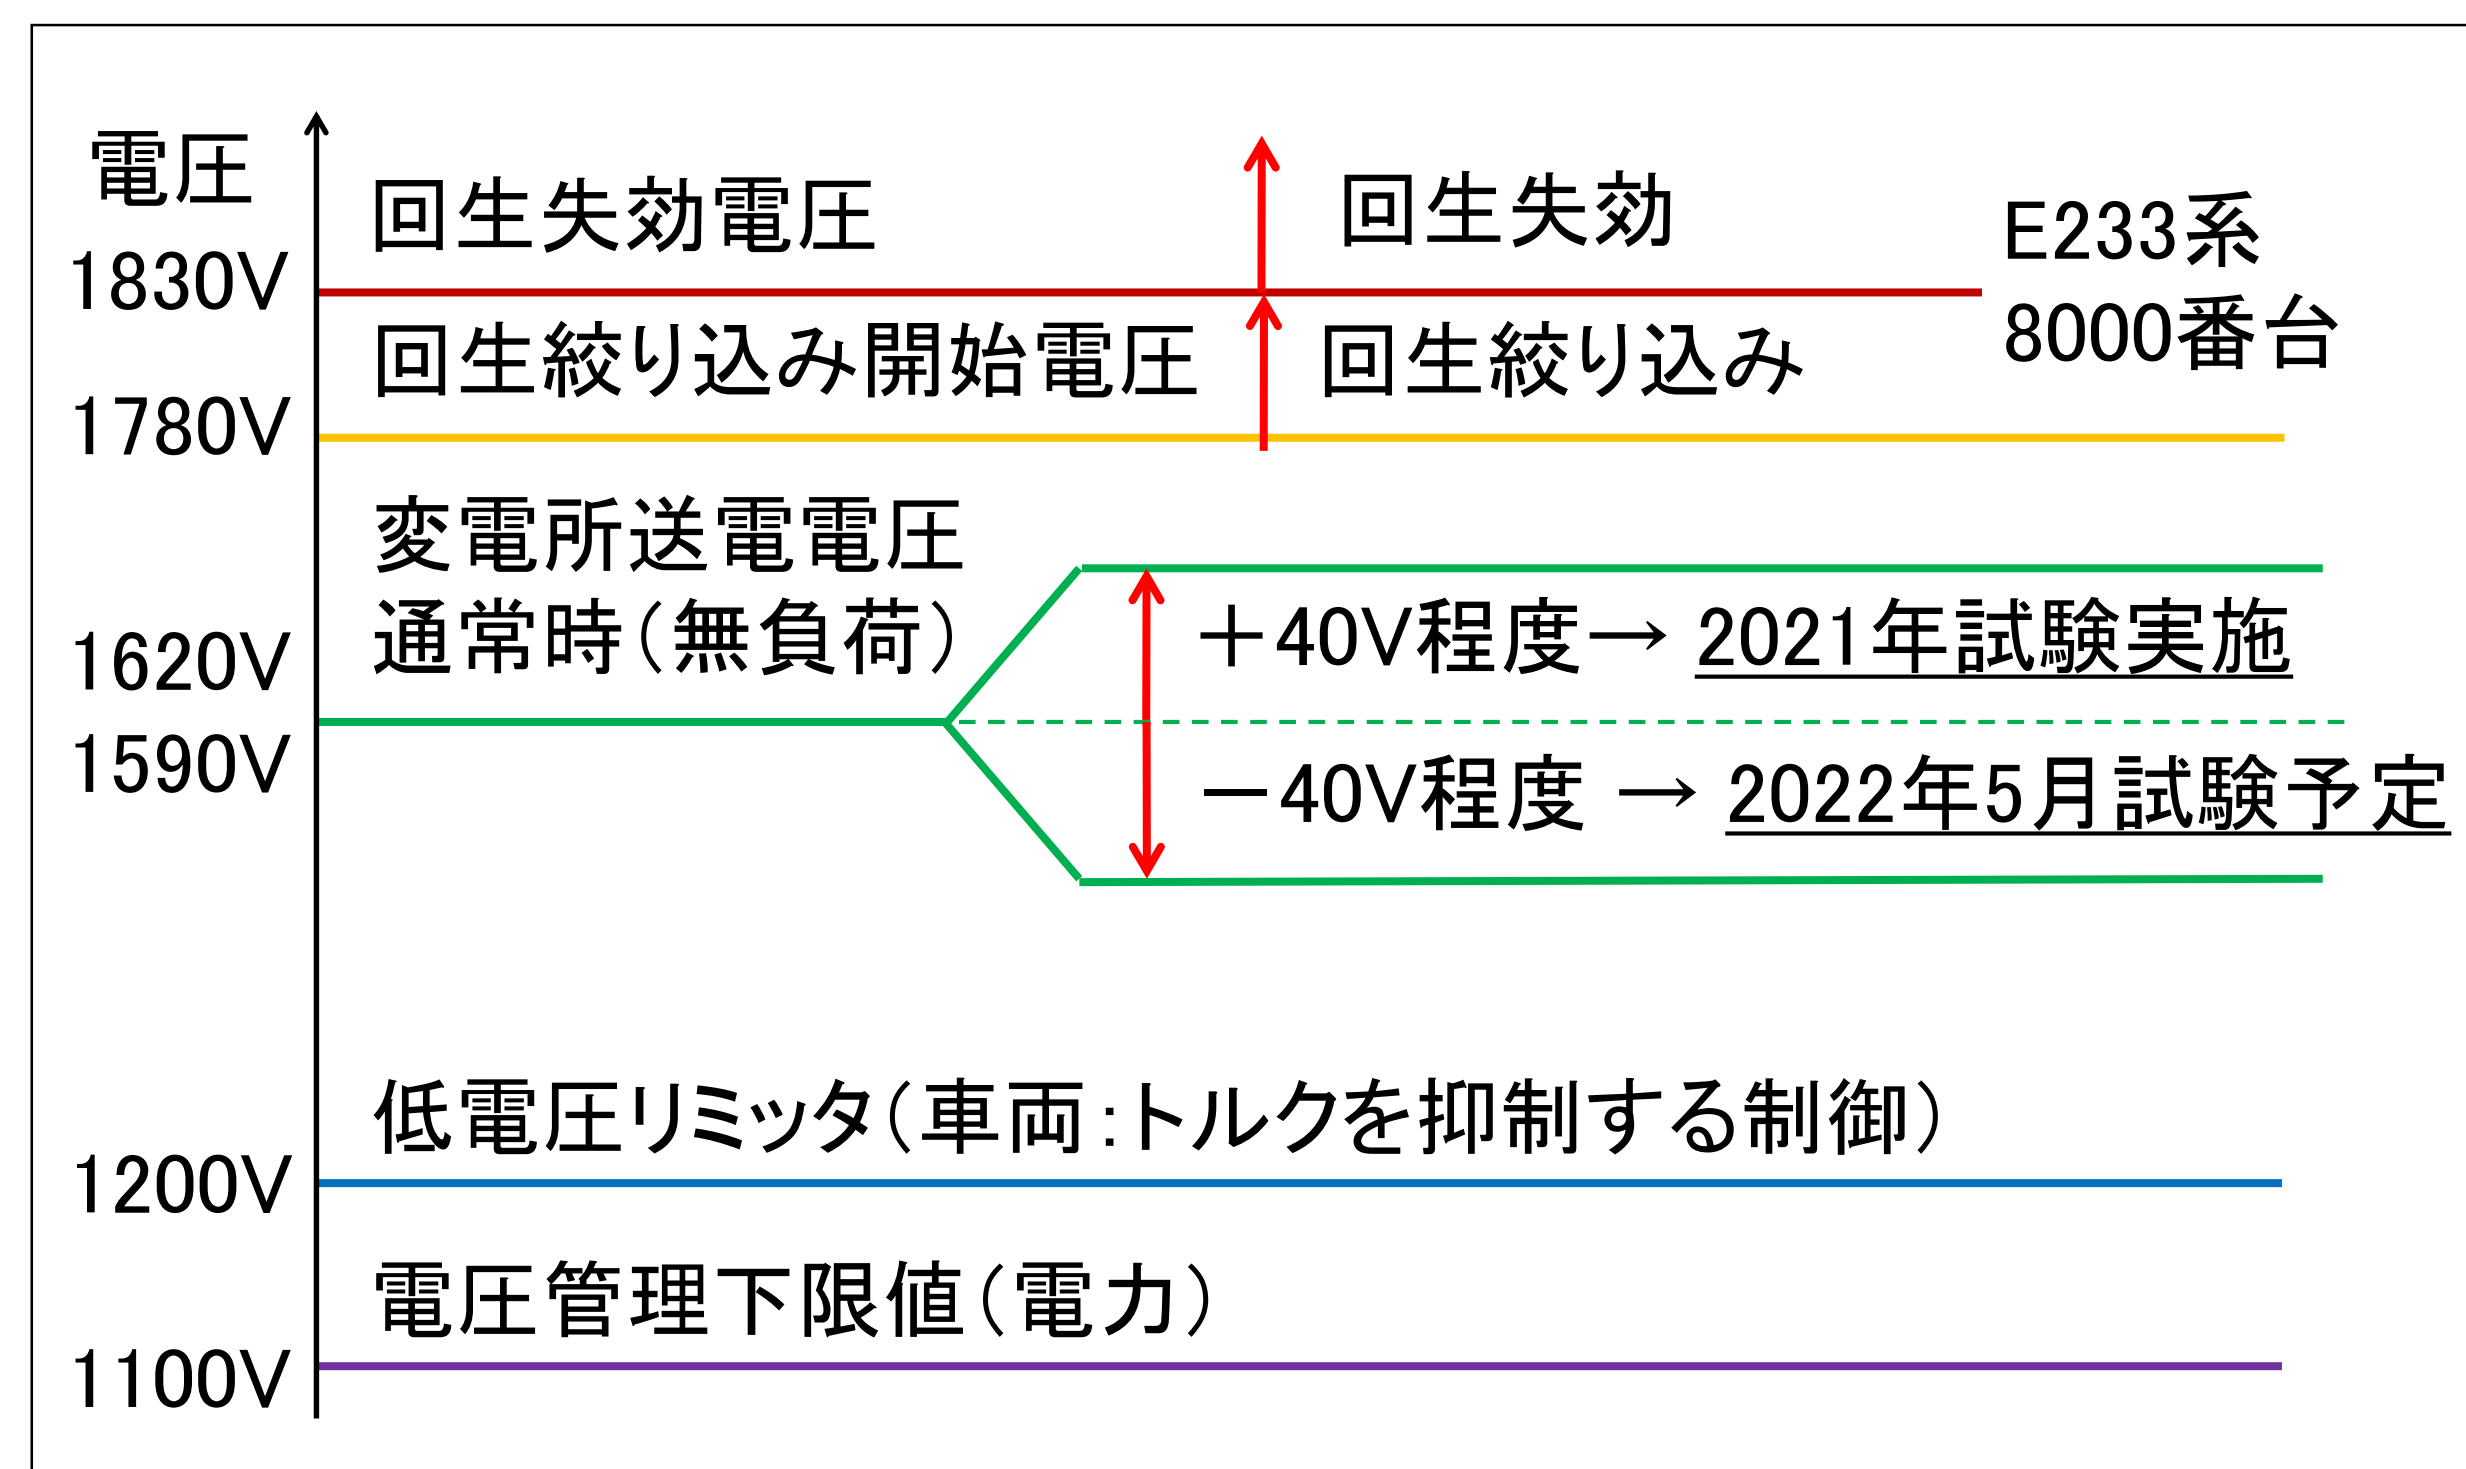 電圧
回生失効電圧
回生失効
E233系
8000番台
1830V
回生絞り込み開始電圧
回生絞り込み
1780V
変電所送電電圧
通常時(無負荷)
+40V程度→ 2021年試験実施
1620V
1590V
-40V程度 → 2022年5月試験予定
低電圧リミッタ(車両:トルクを抑制する制御)
1200V
電圧管理下限値(電力)
1100V